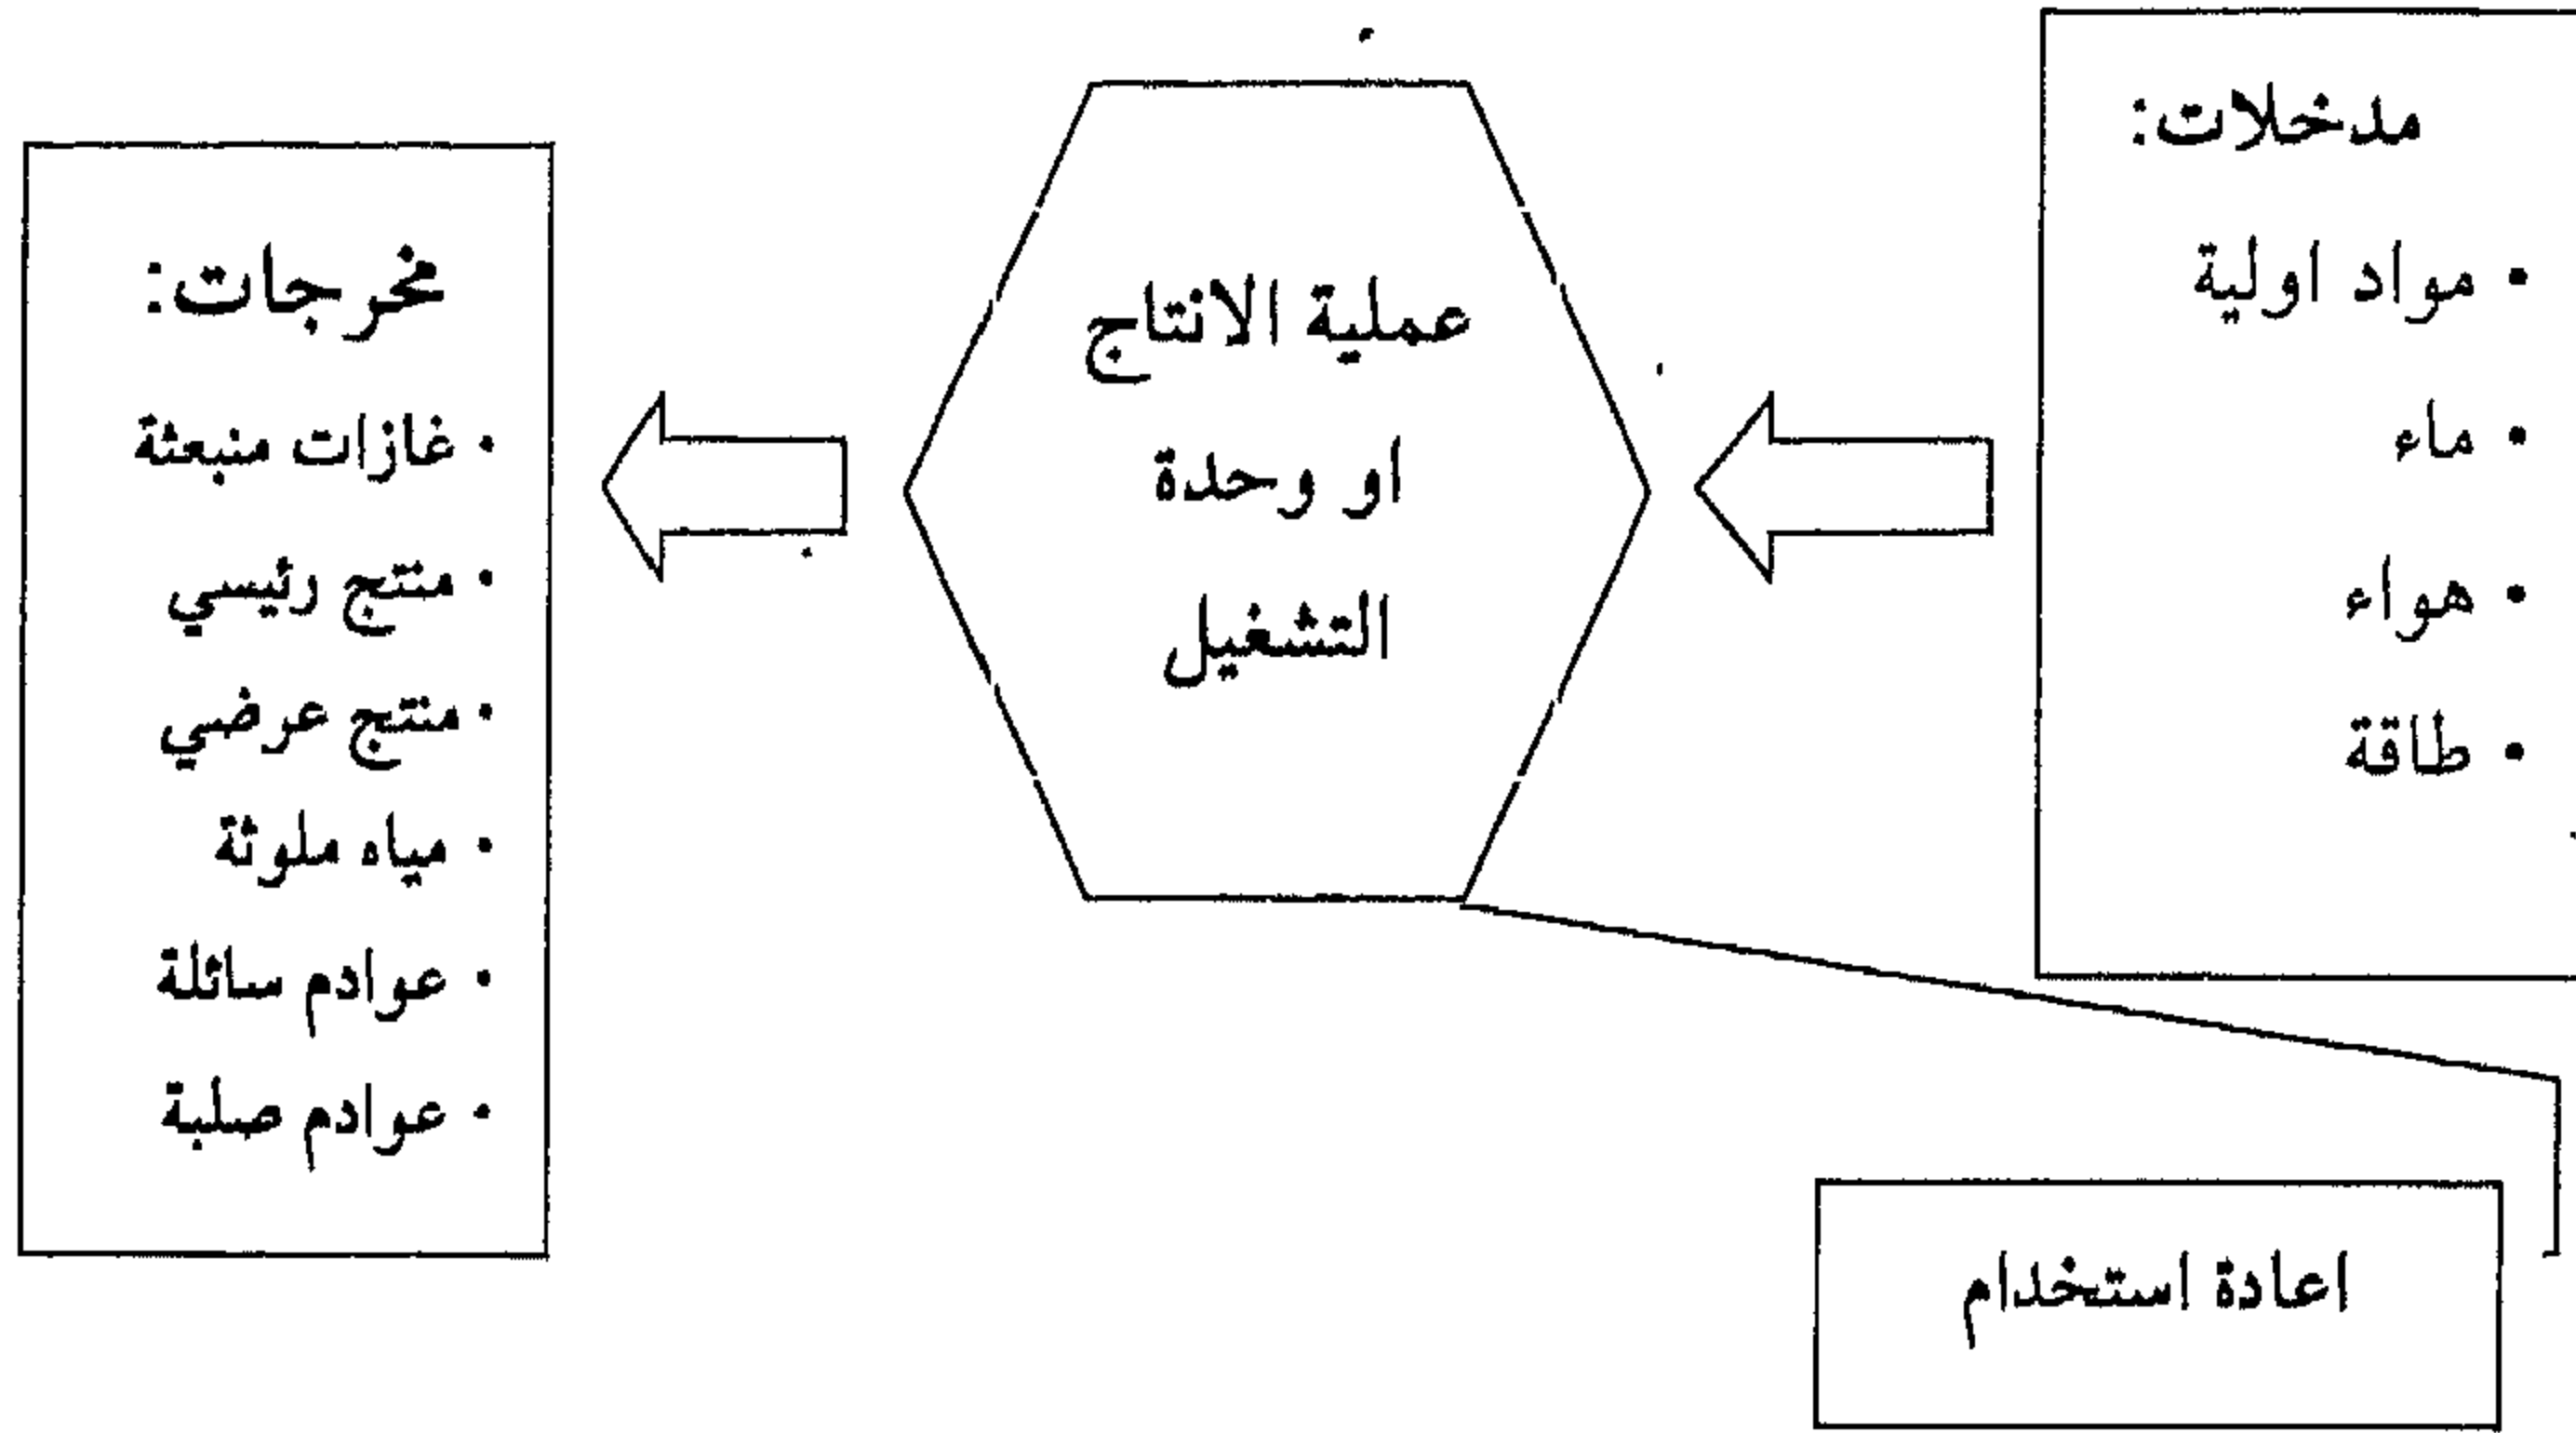 مدخلات:
• مواد اولية
• ماء
• هواء
• طاقة
عملية الانتاج
او وحدة
التشغيل
مخرجات:
• غازات منبعثة
• منتج رئيسي
• منتج عرضي
• مياه ملوثة
• عوادم سائلة
• عوادم صلبة
اعادة استخدام